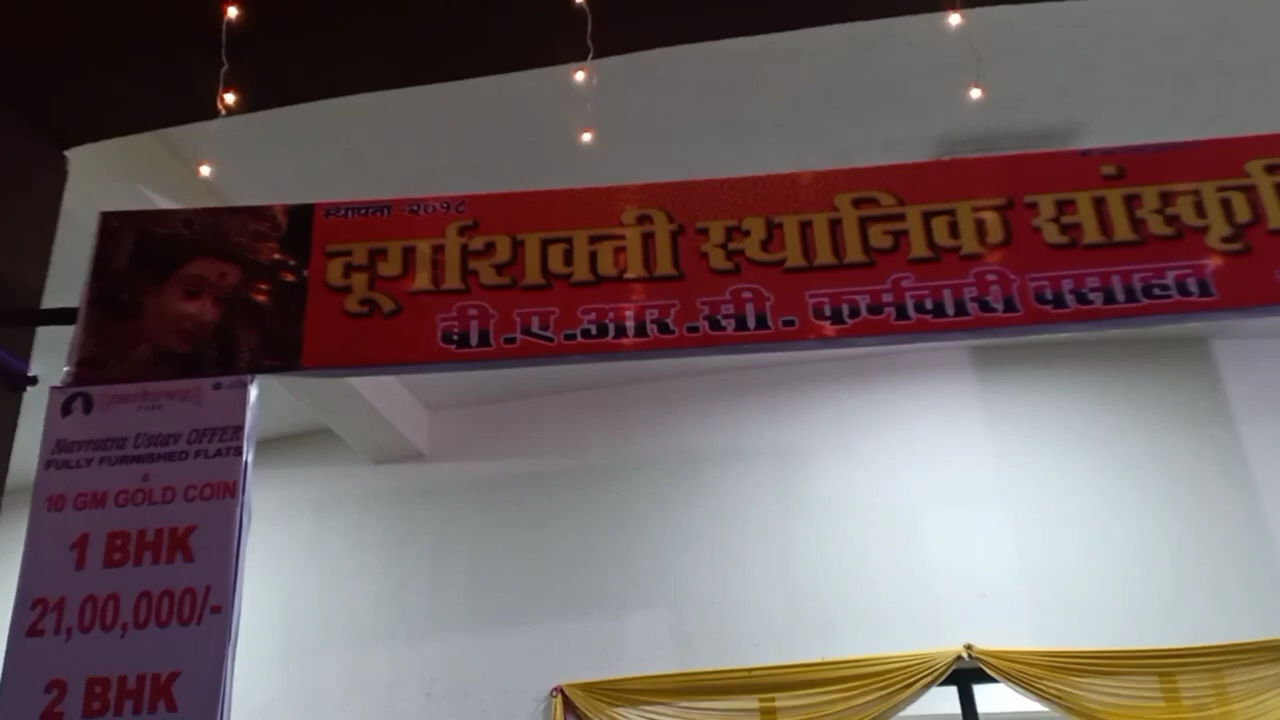 स्थापना -२०१८
दूर्गाशक्ती स्थानिक सांस्कृ
बी.ए.आर.सी. कर्मचारी वसाहत
Navratra Ustav OFFER
FULLY FURNISHED FLATS
&
10 GM GOLD COIN
1 BHK
21,00,000/-
2 BHK